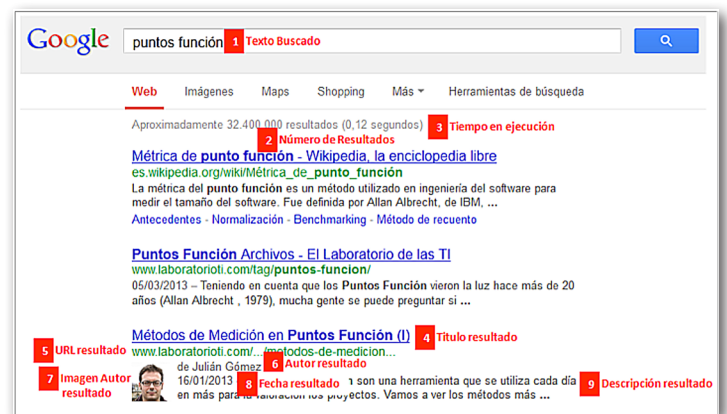 Google puntos función 1 Texto Buscado
Web Imágenes Maps Shopping Más Herramientas de búsqueda
Aproximadamente 32.400.000 resultados (0,12 segundos) 3 Tiempo en ejecución
2 Número de Resultados
Métrica de punto función - Wikipedia, la enciclopedia libre
es.wikipedia.org/wiki/Métrica_de_punto_función
La métrica del punto función es un método utilizado en ingeniería del software para
medir el tamaño del software. Fue definida por Allan Albrecht, de IBM, ...
Antecedentes - Normalización - Benchmarking - Método de recuento
Puntos Función Archivos - El Laboratorio de las TI
www.laboratorioti.com/tag/puntos-funcion/
05/03/2013 – Teniendo en cuenta que los Puntos Función vieron la luz hace más de 20
años (Allan Albrecht , 1979), mucha gente se puede preguntar si ...
Métodos de Medición en Puntos Función (I) 4 Titulo resultado
5 URL resultado www.laboratorioti.com/.../metodos-de-medicion...
de Julián Gómez 6 Autor resultado
7 Imagen Autor resultado
16/01/2013 8 Fecha resultado n son una herramienta que se utiliza cada día 9 Descripción resultado
en más para la valoración los proyectos. Vamos a ver los métodos más ...